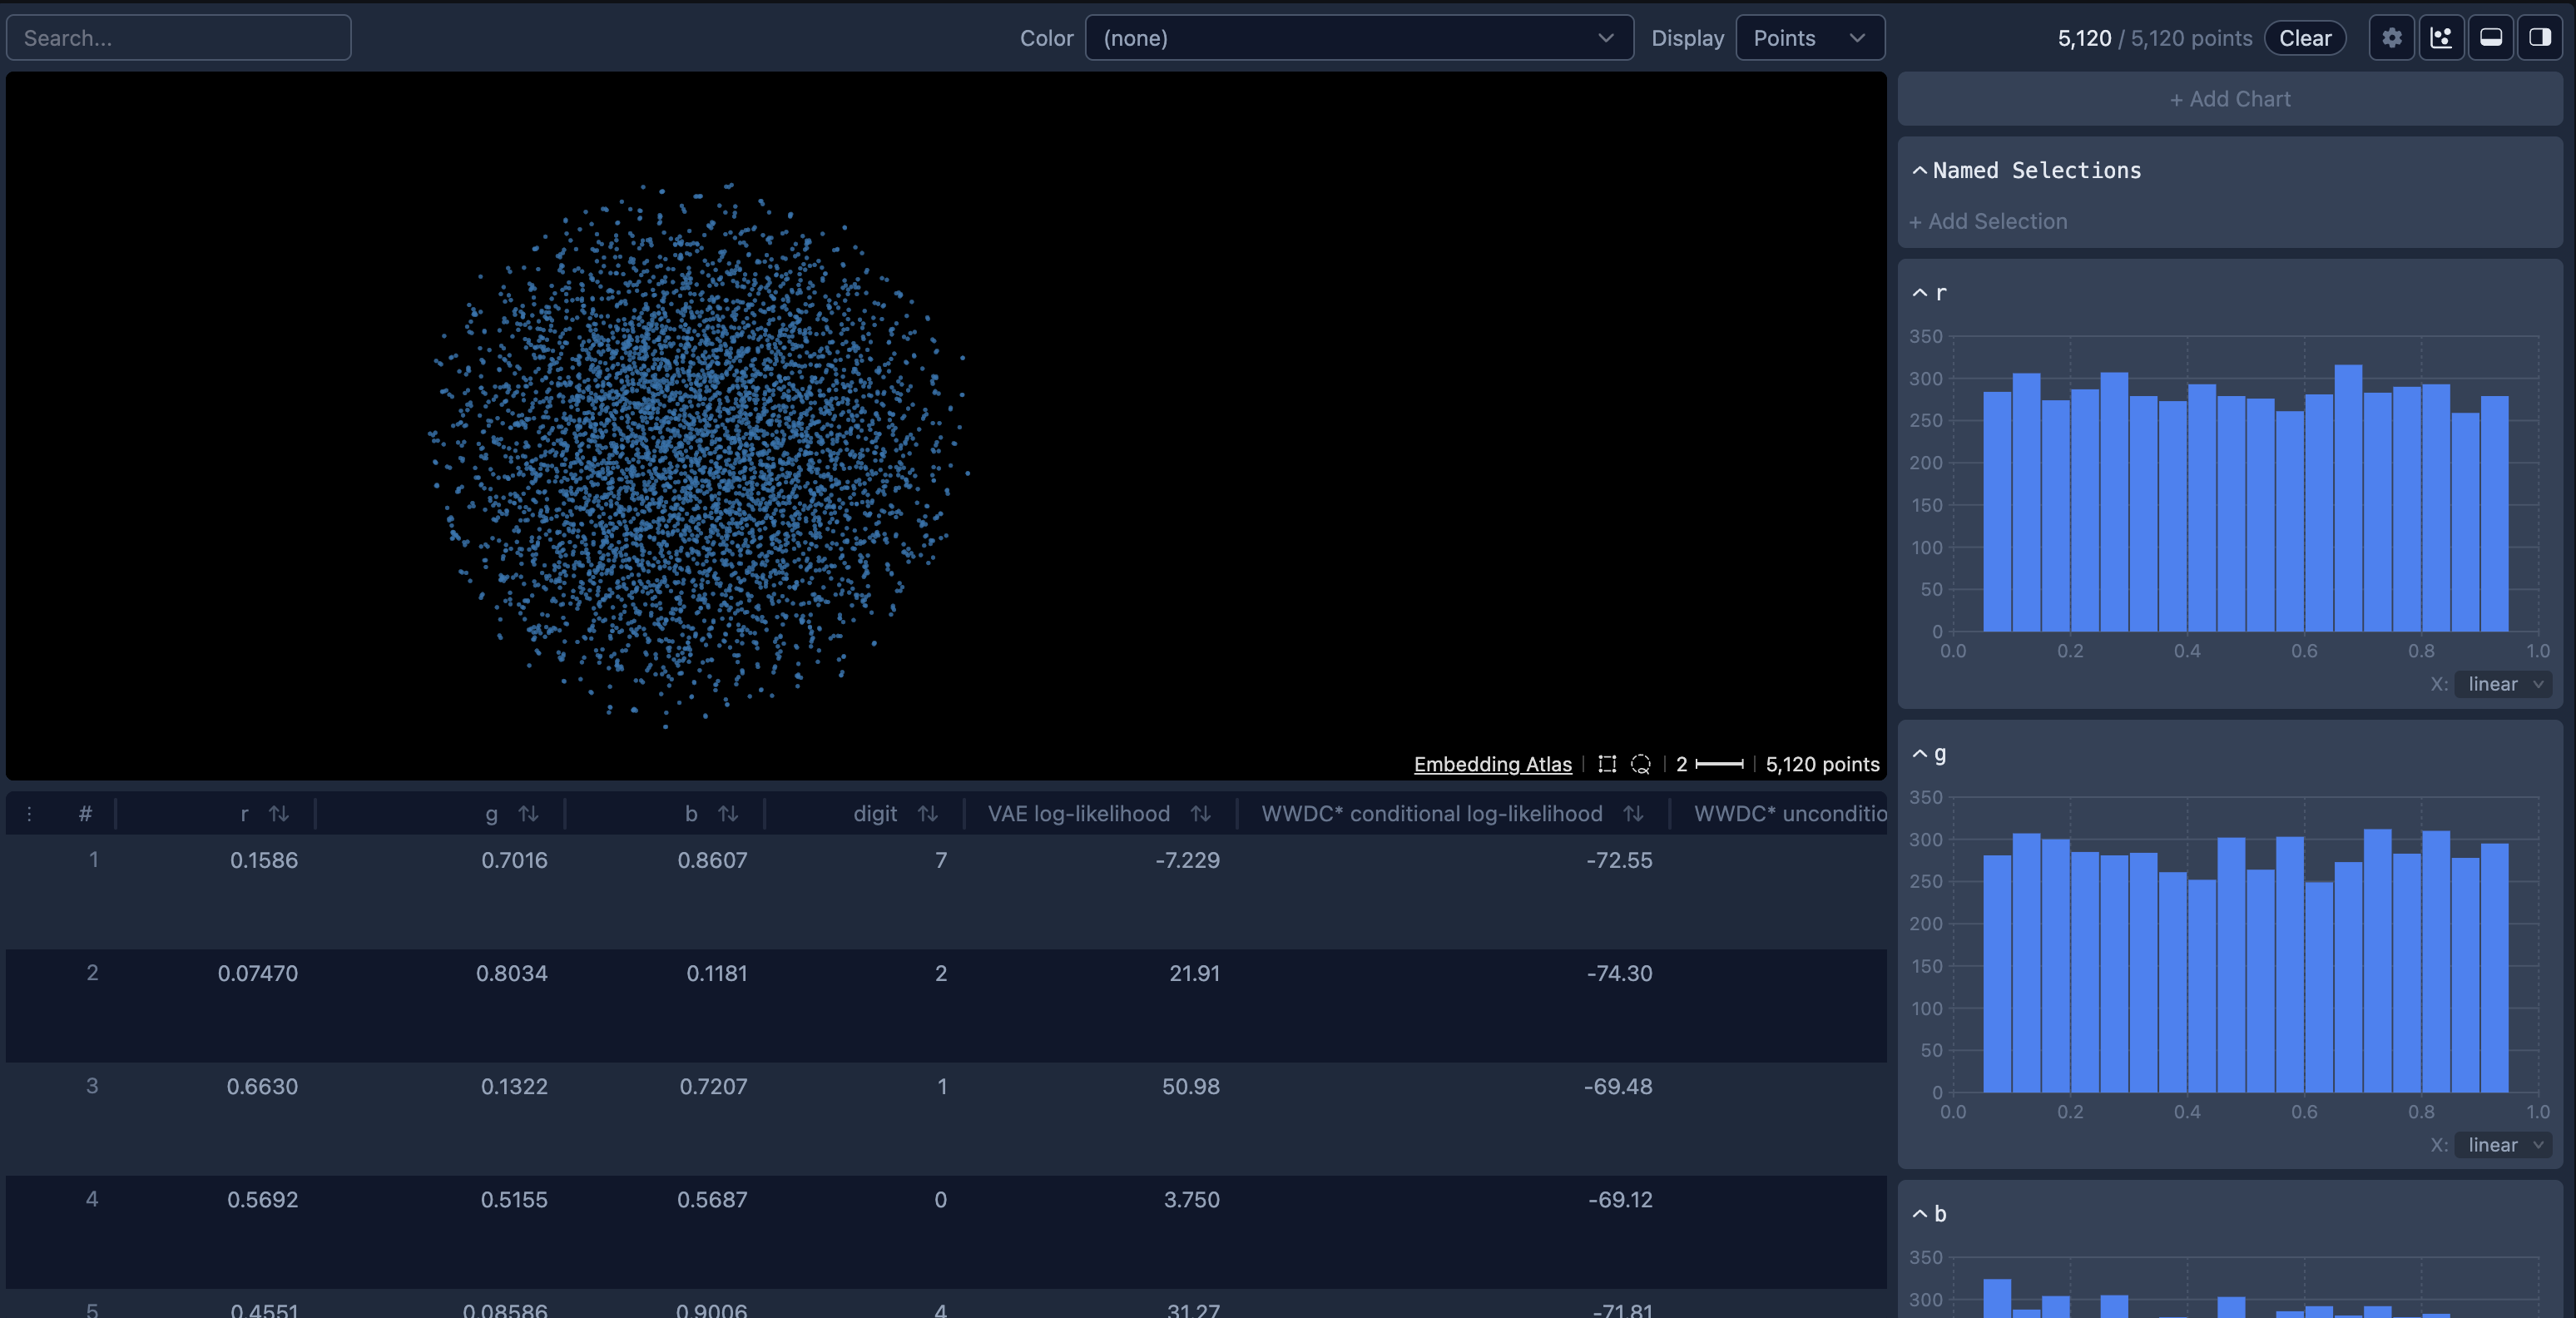 Search... Color (none) Display Points 5,120 / 5,120 points Clear
+ Add Chart
Named Selections
+ Add Selection
r
350
300
250
200
150
100
50
0
0.0 0.2 0.4 0.6 0.8 1.0
X: linear
g
350
300
250
200
150
100
50
0
0.0 0.2 0.4 0.6 0.8 1.0
X: linear
b
350
300
Embedding Atlas 2 5,120 points
# r g b digit VAE log-likelihood WWDC* conditional log-likelihood WWDC* unconditio
1 0.1586 0.7016 0.8607 7 -7.229 -72.55
2 0.07470 0.8034 0.1181 2 21.91 -74.30
3 0.6630 0.1322 0.7207 1 50.98 -69.48
4 0.5692 0.5155 0.5687 0 3.750 -69.12
5 0.4551 0.08586 0.9006 4 31.27 -71.81